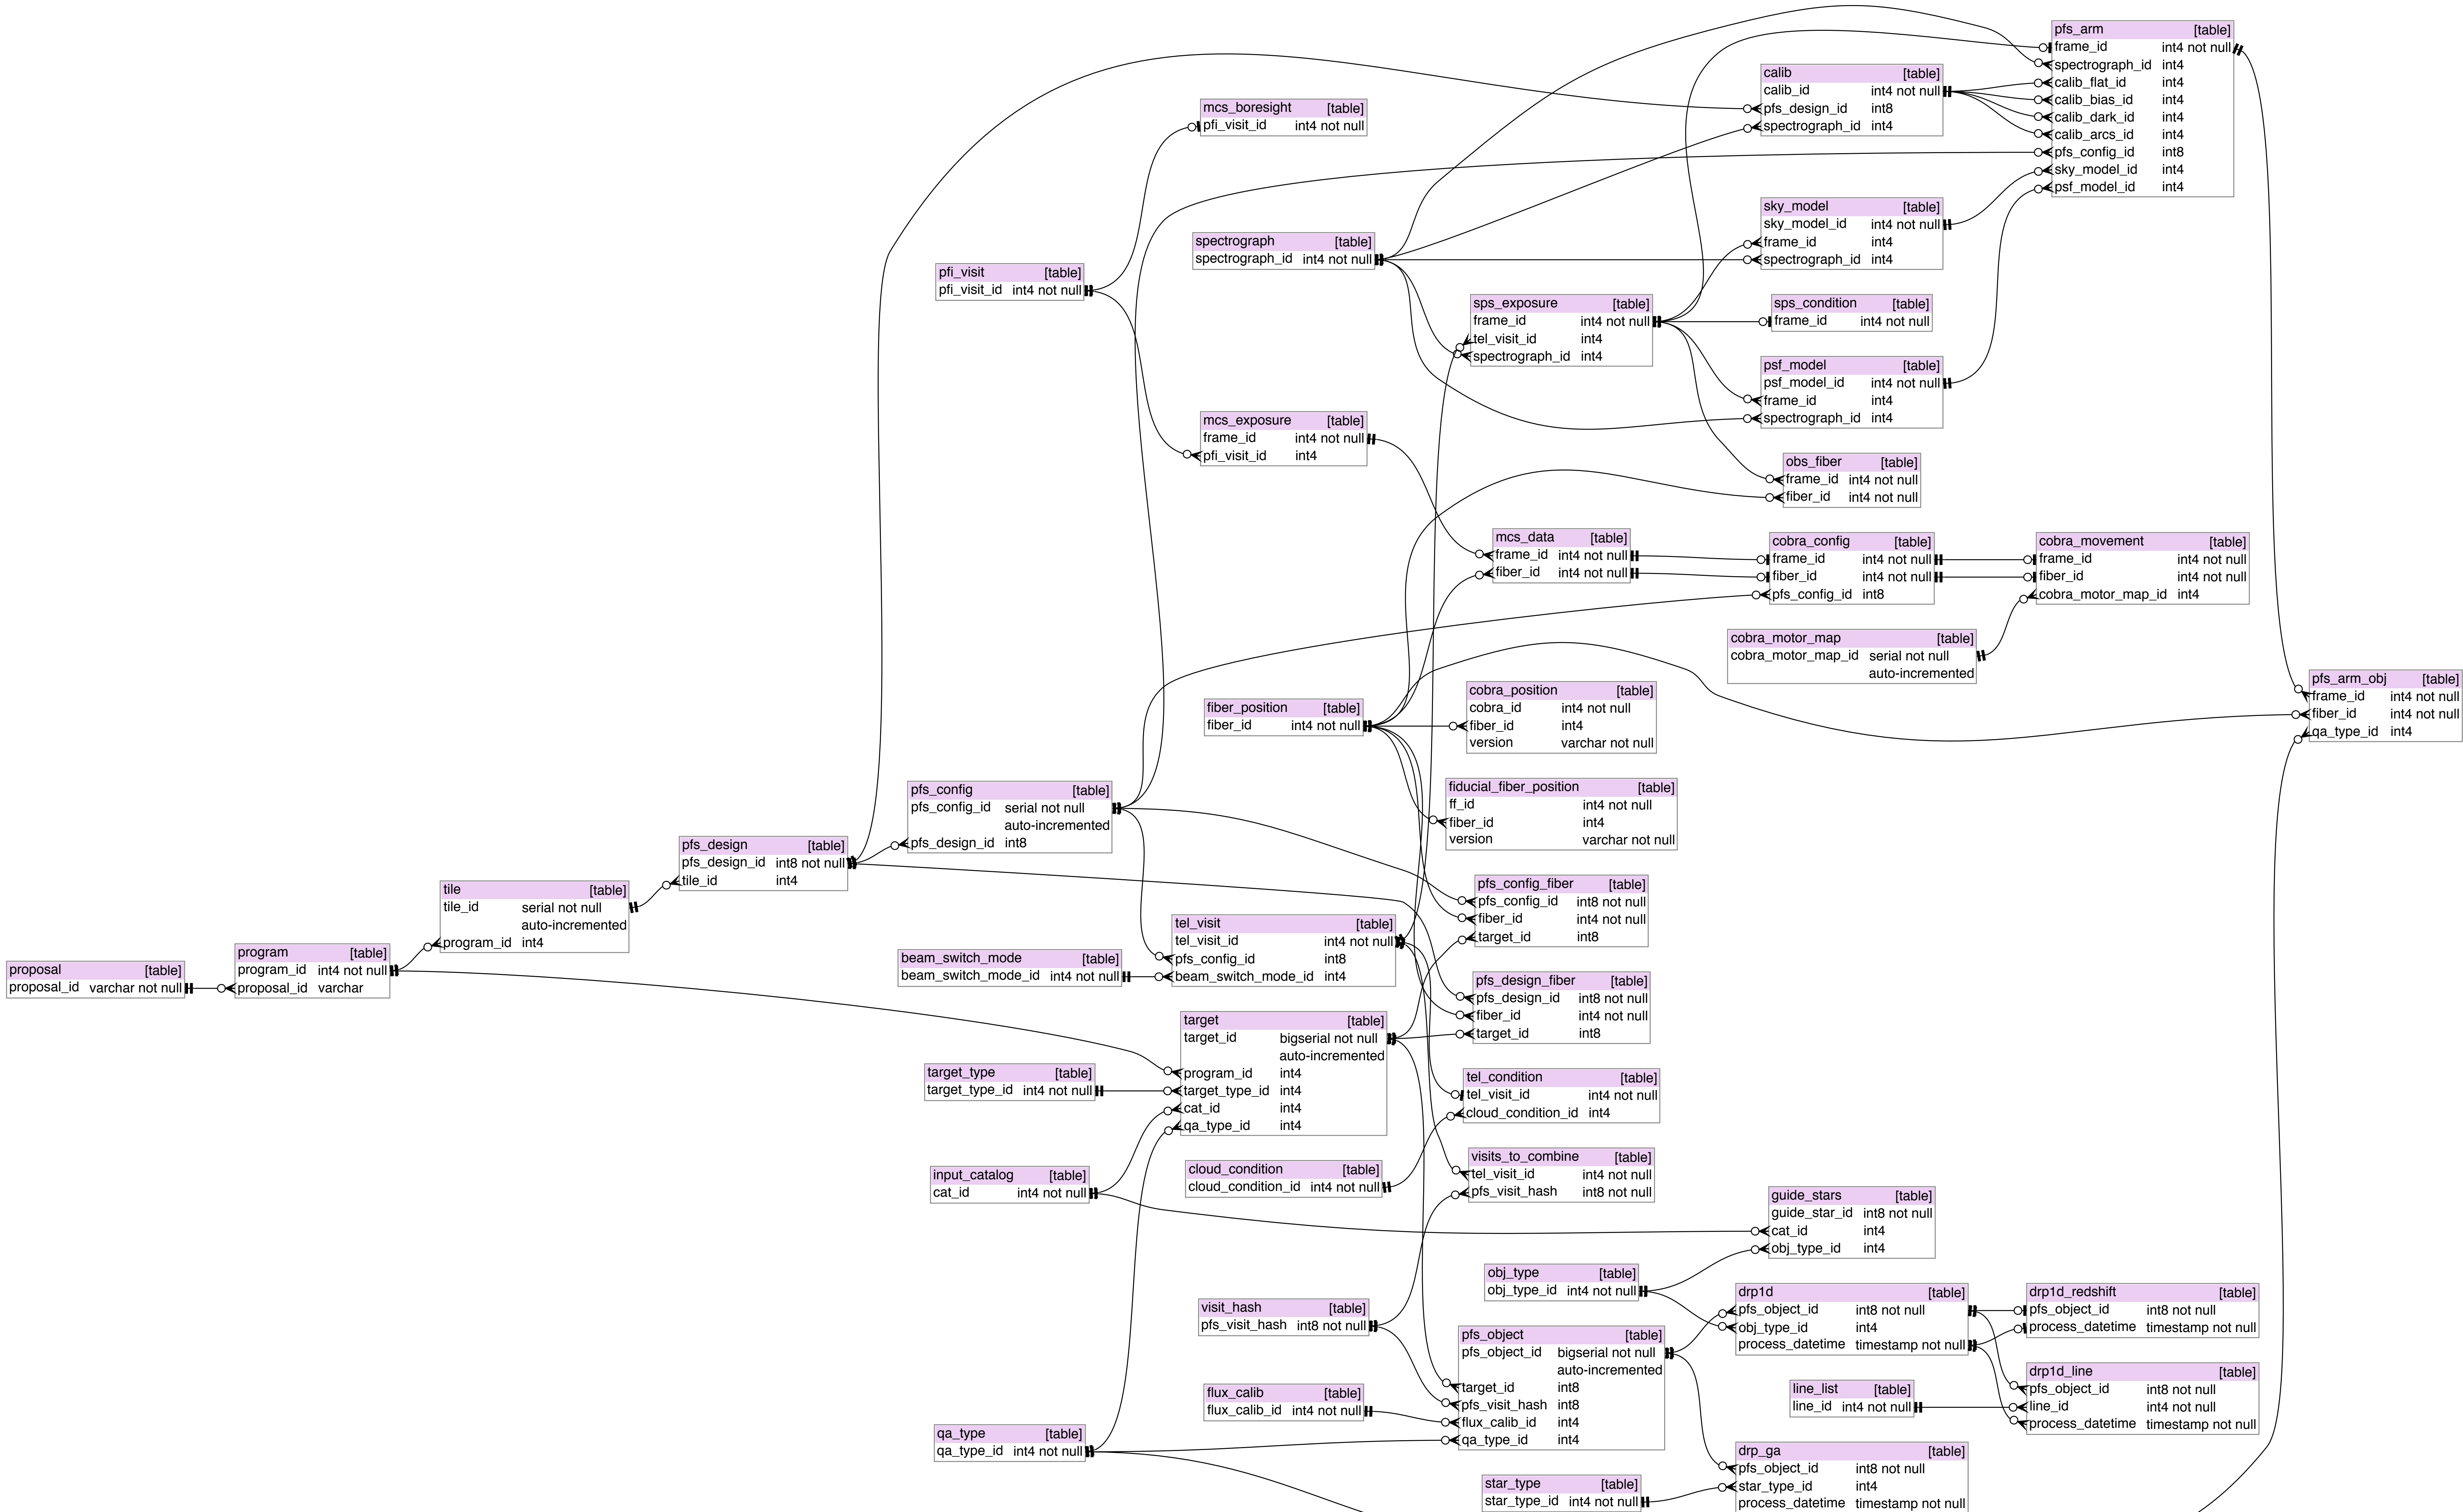 pfs_arm [table]
frame_id int4 not null
spectrograph_id int4
calib_flat_id int4
calib_bias_id int4
calib_dark_id int4
calib_arcs_id int4
pfs_config_id int8
sky_model_id int4
psf_model_id int4
calib [table]
calib_id int4 not null
pfs_design_id int8
spectrograph_id int4
mcs_boresight [table]
pfi_visit_id int4 not null
sky_model [table]
sky_model_id int4 not null
frame_id int4
spectrograph_id int4
spectrograph [table]
spectrograph_id int4 not null
pfi_visit [table]
pfi_visit_id int4 not null
sps_exposure [table]
frame_id int4 not null
tel_visit_id int4
spectrograph_id int4
sps_condition [table]
frame_id int4 not null
psf_model [table]
psf_model_id int4 not null
frame_id int4
spectrograph_id int4
mcs_exposure [table]
frame_id int4 not null
pfi_visit_id int4
obs_fiber [table]
frame_id int4 not null
fiber_id int4 not null
mcs_data [table]
frame_id int4 not null
fiber_id int4 not null
cobra_config [table]
frame_id int4 not null
fiber_id int4 not null
pfs_config_id int8
cobra_movement [table]
frame_id int4 not null
fiber_id int4 not null
cobra_motor_map_id int4
cobra_motor_map [table]
cobra_motor_map_id serial not null
auto-incremented
pfs_arm_obj [table]
frame_id int4 not null
fiber_id int4 not null
qa_type_id int4
fiber_position [table]
fiber_id int4 not null
cobra_position [table]
cobra_id int4 not null
fiber_id int4
version varchar not null
fiducial_fiber_position [table]
ff_id int4 not null
fiber_id int4
version varchar not null
pfs_config [table]
pfs_config_id serial not null
auto-incremented
pfs_design_id int8
pfs_design [table]
pfs_design_id int8 not null
tile_id int4
tile [table]
tile_id serial not null
auto-incremented
program_id int4
program [table]
program_id int4 not null
proposal_id varchar
proposal [table]
proposal_id varchar not null
pfs_config_fiber [table]
pfs_config_id int8 not null
fiber_id int4 not null
target_id int8
tel_visit [table]
tel_visit_id int4 not null
pfs_config_id int8
beam_switch_mode_id int4
beam_switch_mode [table]
beam_switch_mode_id int4 not null
pfs_design_fiber [table]
pfs_design_id int8 not null
fiber_id int4 not null
target_id int8
target [table]
target_id bigserial not null
auto-incremented
program_id int4
target_type_id int4
cat_id int4
qa_type_id int4
target_type [table]
target_type_id int4 not null
tel_condition [table]
tel_visit_id int4 not null
cloud_condition_id int4
input_catalog [table]
cat_id int4 not null
cloud_condition [table]
cloud_condition_id int4 not null
visits_to_combine [table]
tel_visit_id int4 not null
pfs_visit_hash int8 not null
guide_stars [table]
guide_star_id int8 not null
cat_id int4
obj_type_id int4
obj_type [table]
obj_type_id int4 not null
visit_hash [table]
pfs_visit_hash int8 not null
drp1d [table]
pfs_object_id int8 not null
obj_type_id int4
process_datetime timestamp not null
drp1d_redshift [table]
pfs_object_id int8 not null
process_datetime timestamp not null
pfs_object [table]
pfs_object_id bigserial not null
auto-incremented
target_id int8
pfs_visit_hash int8
flux_calib_id int4
qa_type_id int4
drp1d_line [table]
pfs_object_id int8 not null
line_id int4 not null
process_datetime timestamp not null
flux_calib [table]
flux_calib_id int4 not null
line_list [table]
line_id int4 not null
qa_type [table]
qa_type_id int4 not null
drp_ga [table]
pfs_object_id int8 not null
star_type_id int4
process_datetime timestamp not null
star_type [table]
star_type_id int4 not null